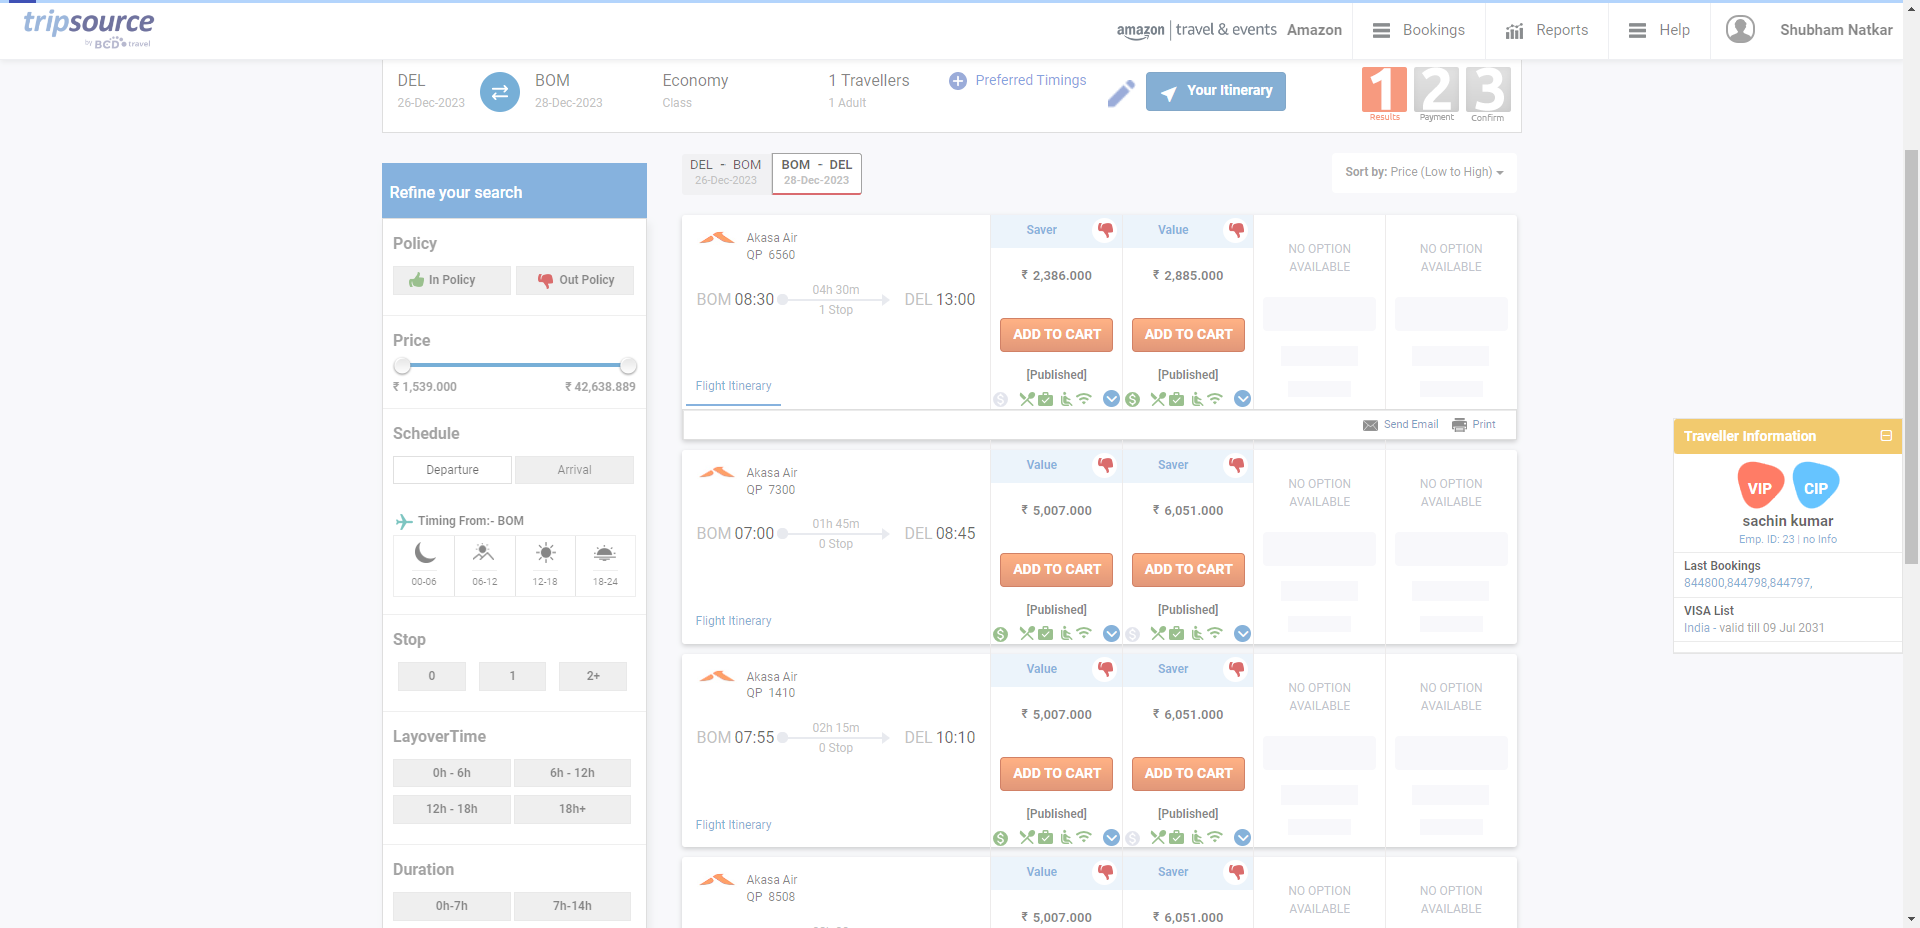 tripsource
by BCD travel
amazon | travel & events Amazon
Bookings
Reports
Help
Shubham Natkar
DEL
26-Dec-2023
BOM
28-Dec-2023
Economy
Class
1 Travellers
1 Adult
Preferred Timings
Your Itinerary
1
Results
2
Payment
3
Confirm
DEL - BOM
26-Dec-2023
BOM - DEL
28-Dec-2023
Sort by: Price (Low to High)
Refine your search
Policy
In Policy
Out Policy
Price
₹ 1,539.000
₹ 42,638.889
Schedule
Departure
Arrival
Timing From:- BOM
00-06
06-12
12-18
18-24
Stop
0
1
2+
LayoverTime
0h - 6h
6h - 12h
12h - 18h
18h+
Duration
0h-7h
7h-14h
Akasa Air
QP 6560
BOM 08:30
04h 30m
1 Stop
DEL 13:00
Flight Itinerary
Saver
₹ 2,386.000
ADD TO CART
[Published]
Value
₹ 2,885.000
ADD TO CART
[Published]
NO OPTION
AVAILABLE
NO OPTION
AVAILABLE
Send Email
Print
Akasa Air
QP 7300
BOM 07:00
01h 45m
0 Stop
DEL 08:45
Flight Itinerary
Value
₹ 5,007.000
ADD TO CART
[Published]
Saver
₹ 6,051.000
ADD TO CART
[Published]
NO OPTION
AVAILABLE
NO OPTION
AVAILABLE
Akasa Air
QP 1410
BOM 07:55
02h 15m
0 Stop
DEL 10:10
Flight Itinerary
Value
₹ 5,007.000
ADD TO CART
[Published]
Saver
₹ 6,051.000
ADD TO CART
[Published]
NO OPTION
AVAILABLE
NO OPTION
AVAILABLE
Akasa Air
QP 8508
Value
₹ 5,007.000
Saver
₹ 6,051.000
NO OPTION
AVAILABLE
NO OPTION
AVAILABLE
Traveller Information
VIP
CIP
sachin kumar
Emp. ID: 23 | no Info
Last Bookings
844800,844798,844797,
VISA List
India - valid till 09 Jul 2031